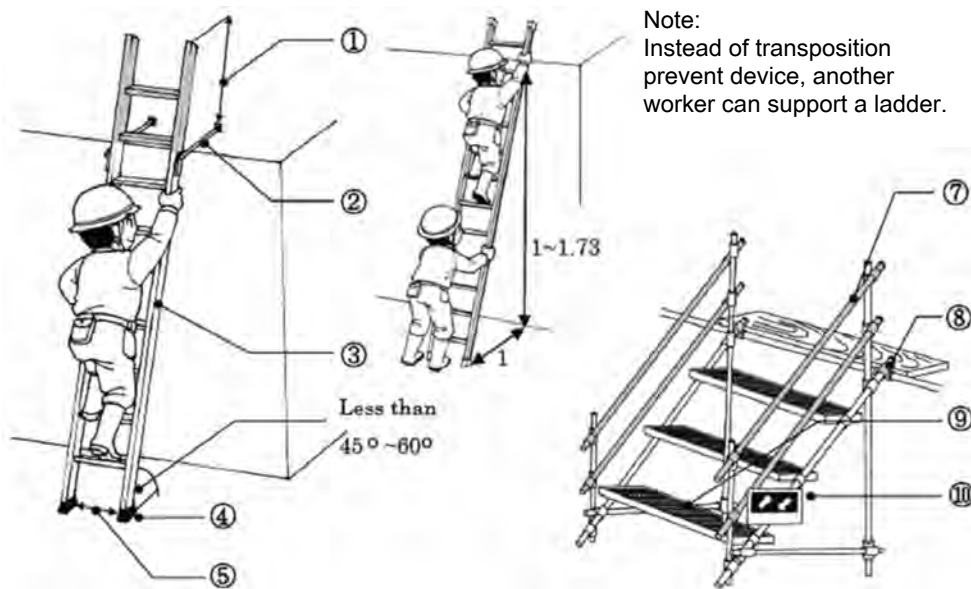 Note:
Instead of transposition
prevent device, another
worker can support a ladder.
①
②
③
Less than
45° ~60°
④
⑤
1~1.73
1
⑦
⑧
⑨
⑩